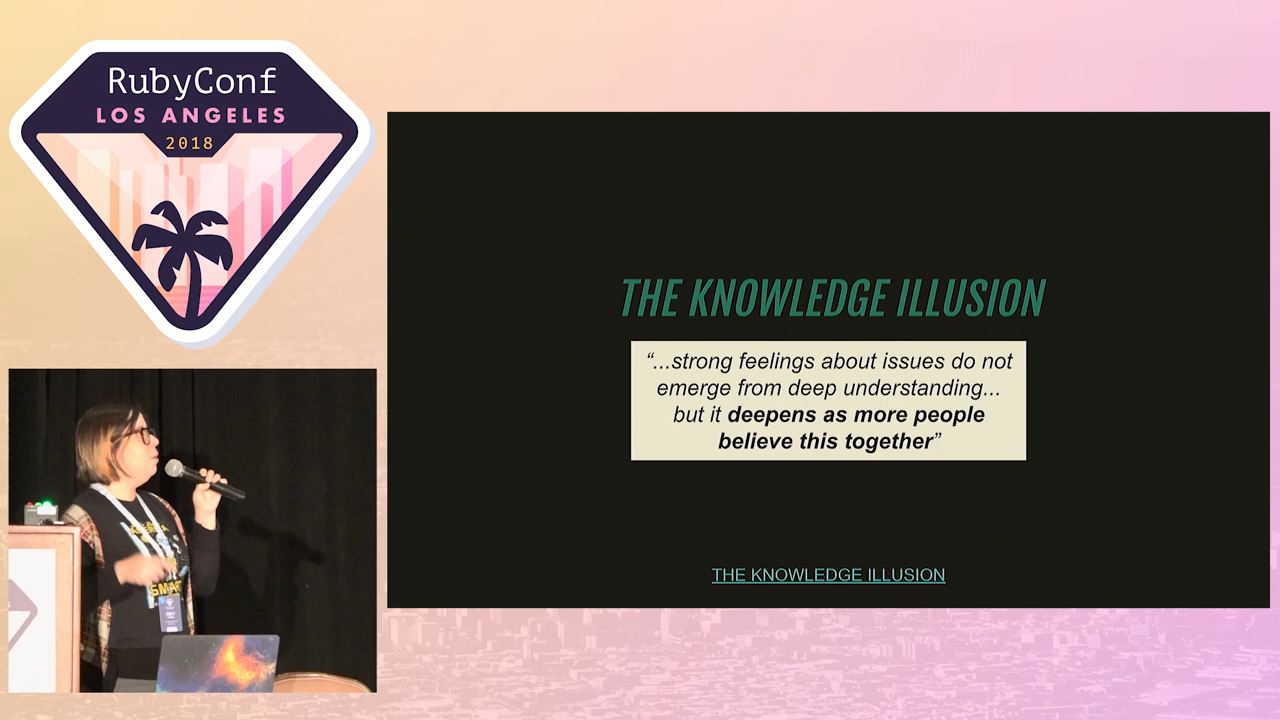 RubyConf
LOS ANGELES
2018
THE KNOWLEDGE ILLUSION
“...strong feelings about issues do not
emerge from deep understanding...
but it deepens as more people
believe this together”
THE KNOWLEDGE ILLUSION